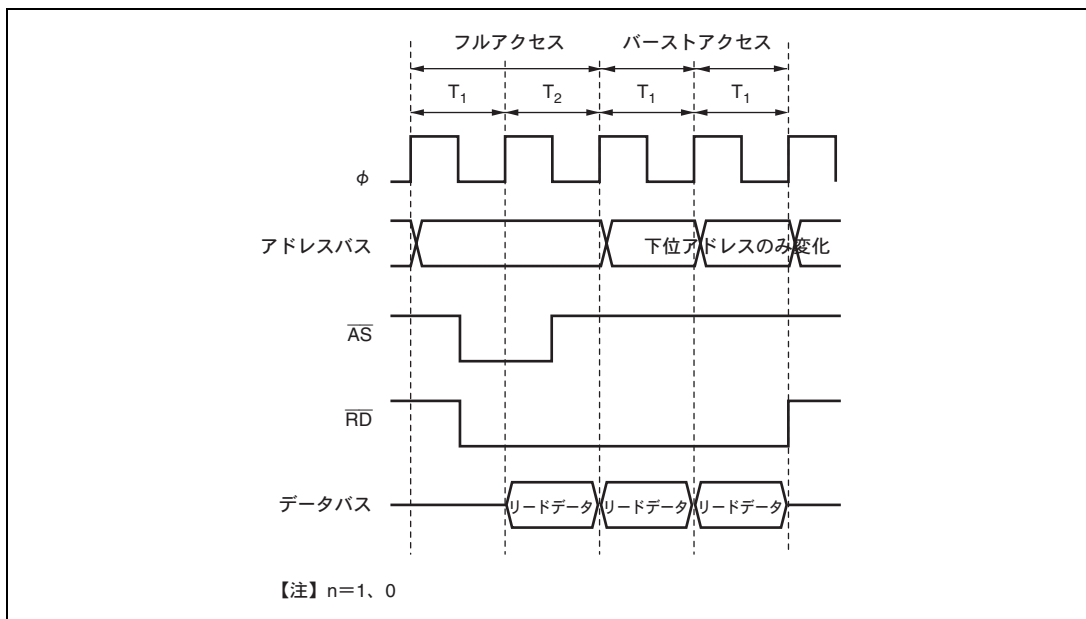 フルアクセス バーストアクセス
T₁ T₂ T₁ T₁
φ
アドレスバス 下位アドレスのみ変化
A̅S̅
R̅D̅
データバス リードデータ リードデータ リードデータ
【注】n＝1、0